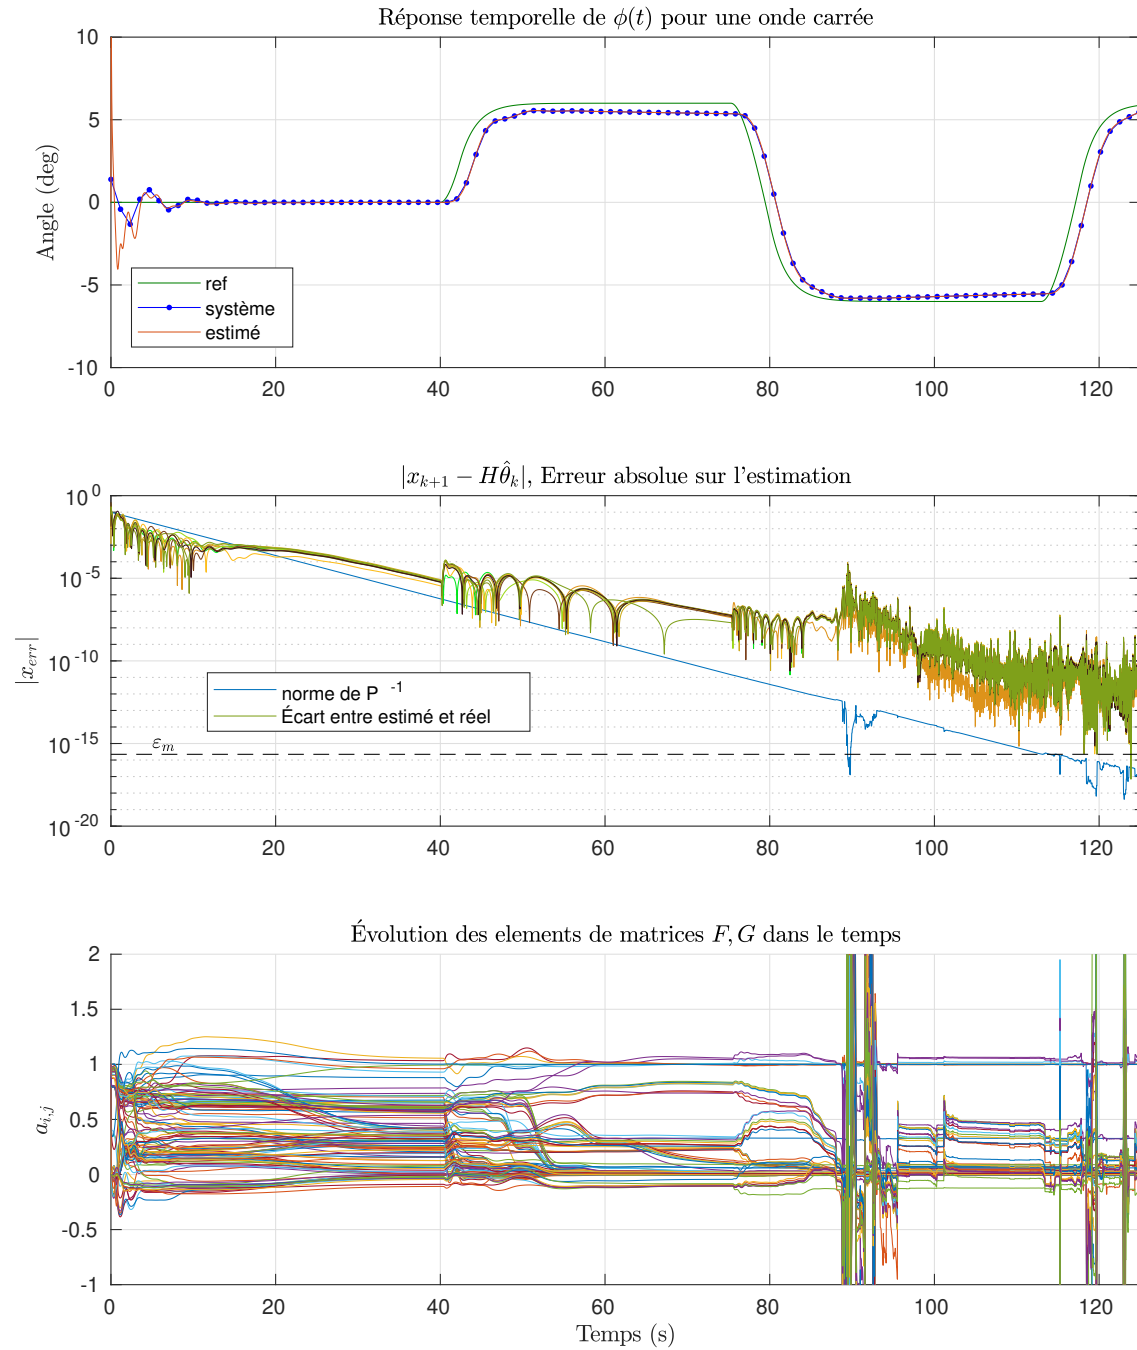 Réponse temporelle de ϕ(t) pour une onde carrée
10
5
0
-5
-10
Angle (deg)
ref
système
estimé
0 20 40 60 80 100 120
|x_{k+1} − Hθ̂_k|, Erreur absolue sur l'estimation
10^0
10^-5
10^-10
10^-15
10^-20
|x_{err}|
norme de P^-1
Écart entre estimé et réel
ε_m
0 20 40 60 80 100 120
Évolution des elements de matrices F, G dans le temps
2
1.5
1
0.5
0
-0.5
-1
a_{i,j}
0 20 40 60 80 100 120
Temps (s)